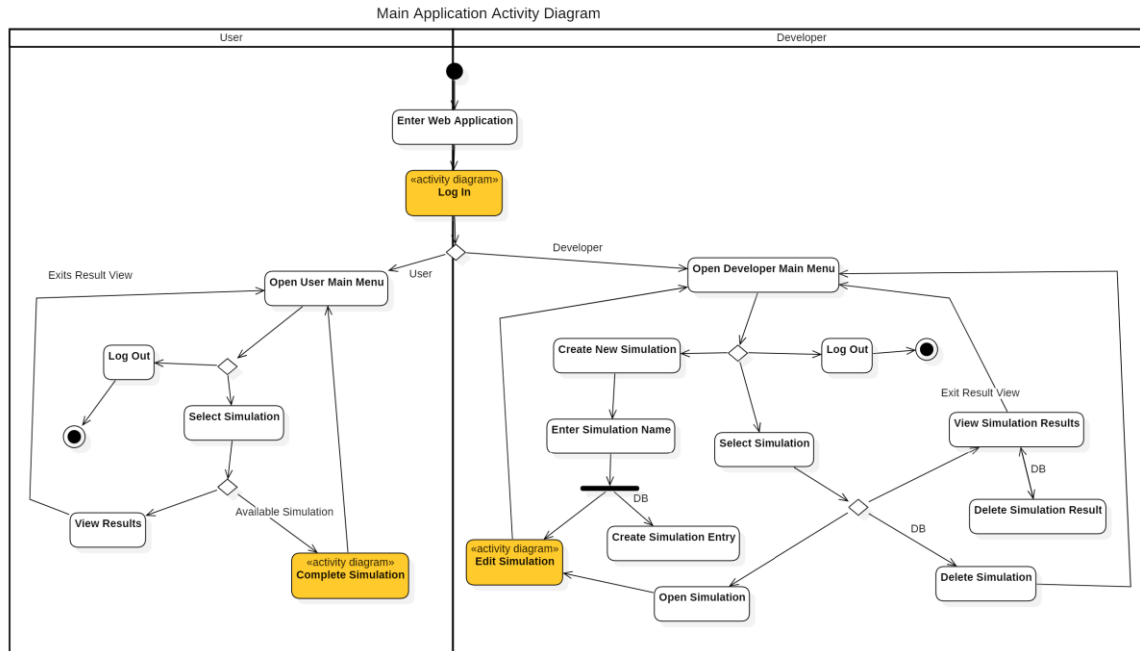 Main Application Activity Diagram
User
Developer
Enter Web Application
«activity diagram»
Log In
Developer
User
Exits Result View
Open User Main Menu
Open Developer Main Menu
Log Out
Create New Simulation
Log Out
Select Simulation
Exit Result View
View Simulation Results
Enter Simulation Name
Select Simulation
DB
DB
Available Simulation
View Results
Delete Simulation Result
DB
Create Simulation Entry
«activity diagram»
Edit Simulation
«activity diagram»
Complete Simulation
Delete Simulation
Open Simulation